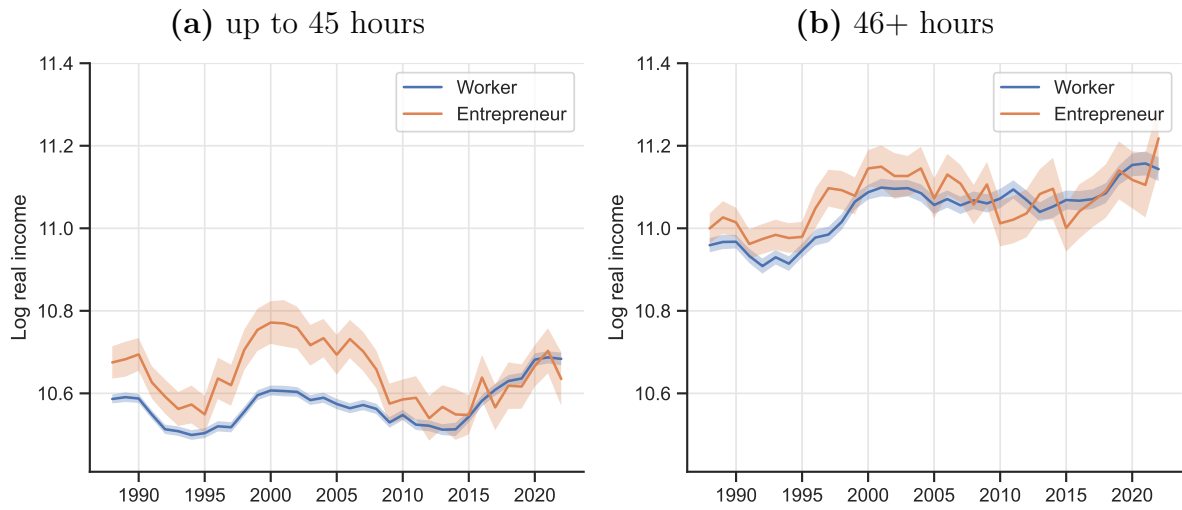 (a) up to 45 hours
11.4
11.2
11.0
10.8
10.6
Log real income
Worker
Entrepreneur
1990 1995 2000 2005 2010 2015 2020
(b) 46+ hours
11.4
11.2
11.0
10.8
10.6
Log real income
Worker
Entrepreneur
1990 1995 2000 2005 2010 2015 2020